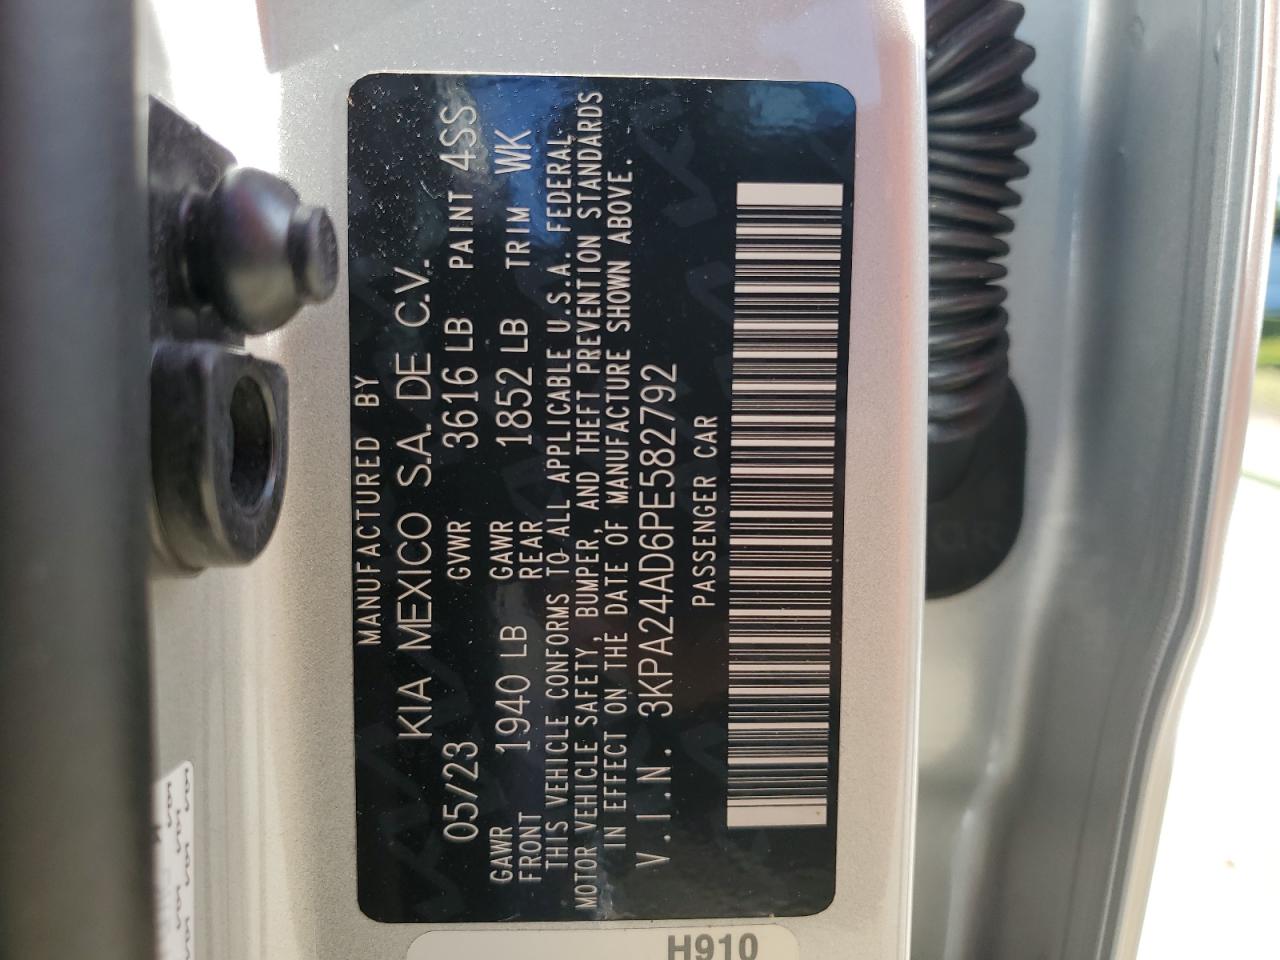 MANUFACTURED BY
KIA MEXICO S.A. DE C.V.
05/23 GVWR 3616 LB PAINT 4SS
GAWR FRONT 1940 LB GAWR REAR 1852 LB TRIM WK
THIS VEHICLE CONFORMS TO ALL APPLICABLE U.S.A. FEDERAL
MOTOR VEHICLE SAFETY, BUMPER, AND THEFT PREVENTION STANDARDS
IN EFFECT ON THE DATE OF MANUFACTURE SHOWN ABOVE.
V.I.N. 3KPA24AD6PE582792
PASSENGER CAR
H910